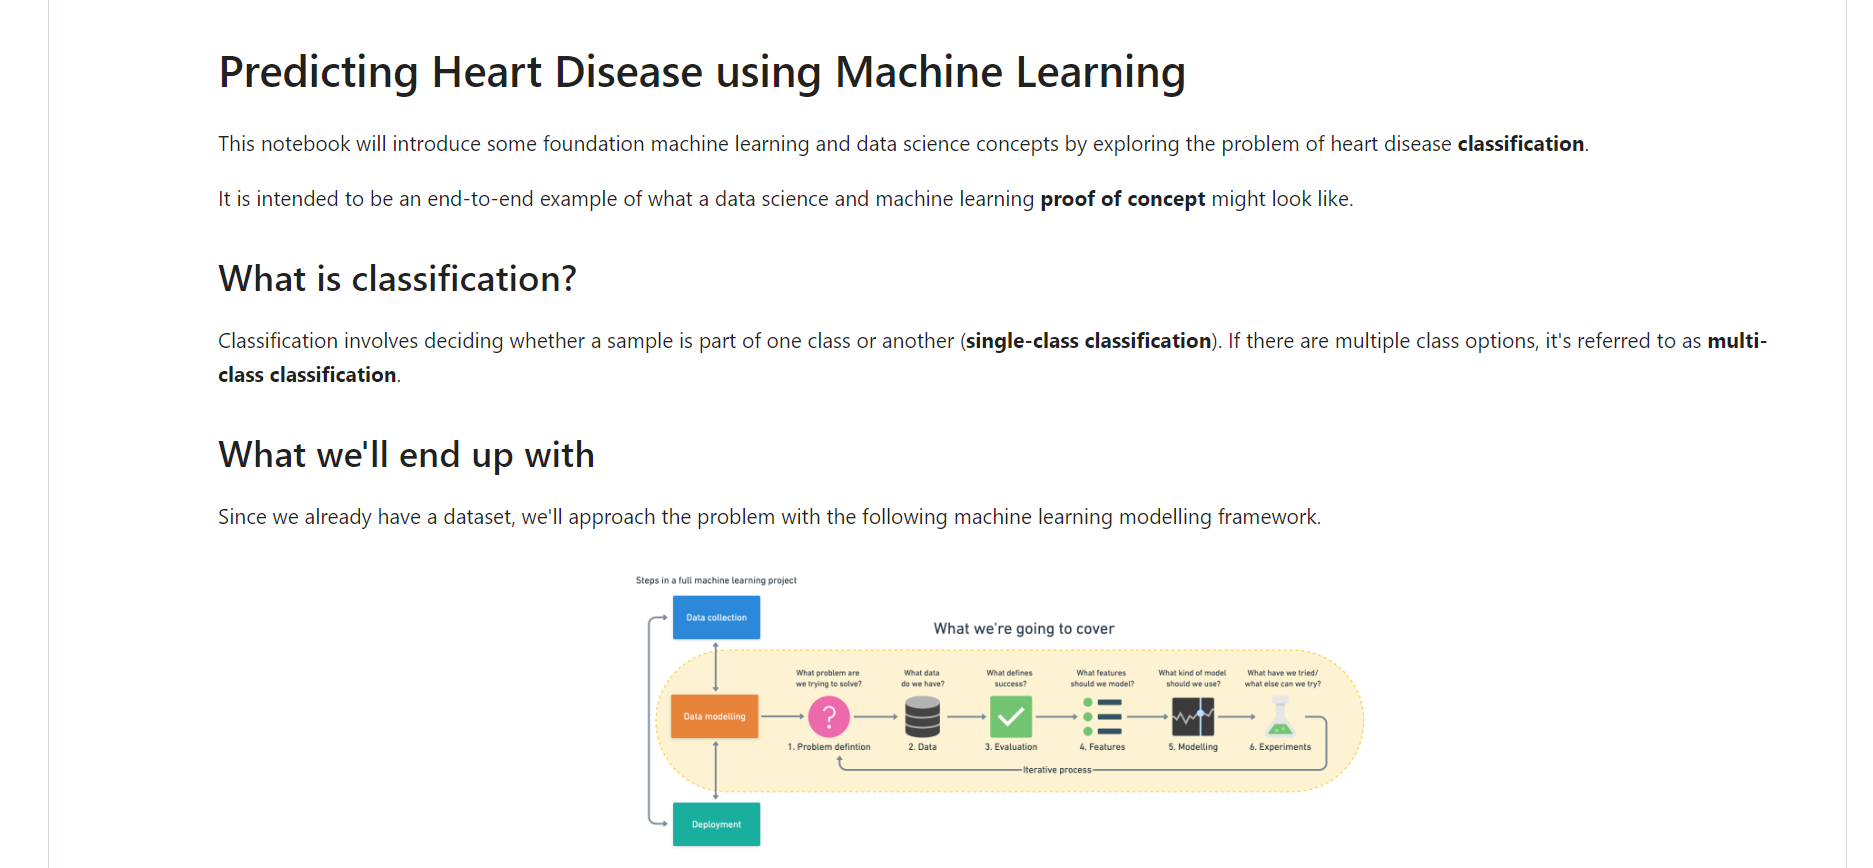 Predicting Heart Disease using Machine Learning
This notebook will introduce some foundation machine learning and data science concepts by exploring the problem of heart disease classification.
It is intended to be an end-to-end example of what a data science and machine learning proof of concept might look like.
What is classification?
Classification involves deciding whether a sample is part of one class or another (single-class classification). If there are multiple class options, it's referred to as multi-
class classification.
What we'll end up with
Since we already have a dataset, we'll approach the problem with the following machine learning modelling framework.
Steps in a full machine learning project
Data collection
What we're going to cover
What problem are
we trying to solve?
What data
do we have?
What defines
success?
What features
should we model?
What kind of model
should we use?
What have we tried/
what else can we try?
Data modelling
?
1. Problem defintion
2. Data
3. Evaluation
4. Features
5. Modelling
6. Experiments
Iterative process
Deployment